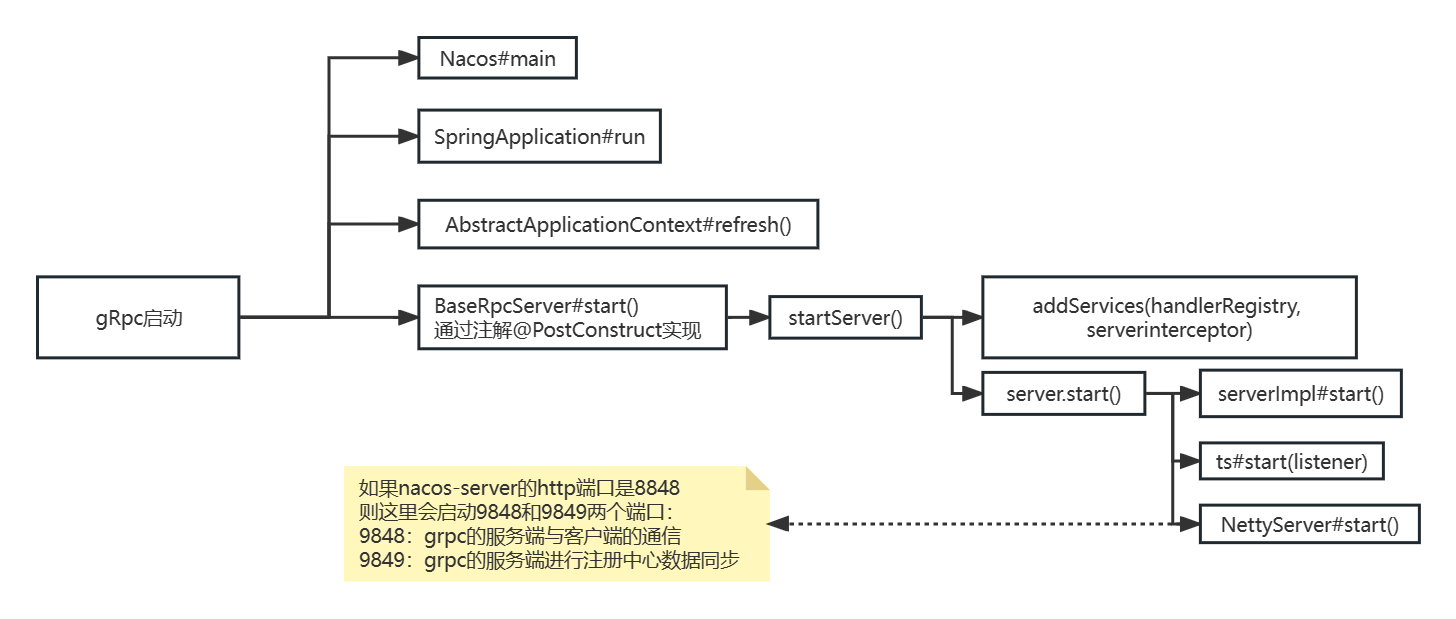 Nacos#main
SpringApplication#run
AbstractApplicationContext#refresh()
gRpc启动
BaseRpcServer#start()
通过注解@PostConstruct实现
startServer()
addServices(handlerRegistry,
serverinterceptor)
server.start()
serverImpl#start()
ts#start(listener)
NettyServer#start()
如果nacos-server的http端口是8848
则这里会启动9848和9849两个端口：
9848：grpc的服务端与客户端的通信
9849：grpc的服务端进行注册中心数据同步